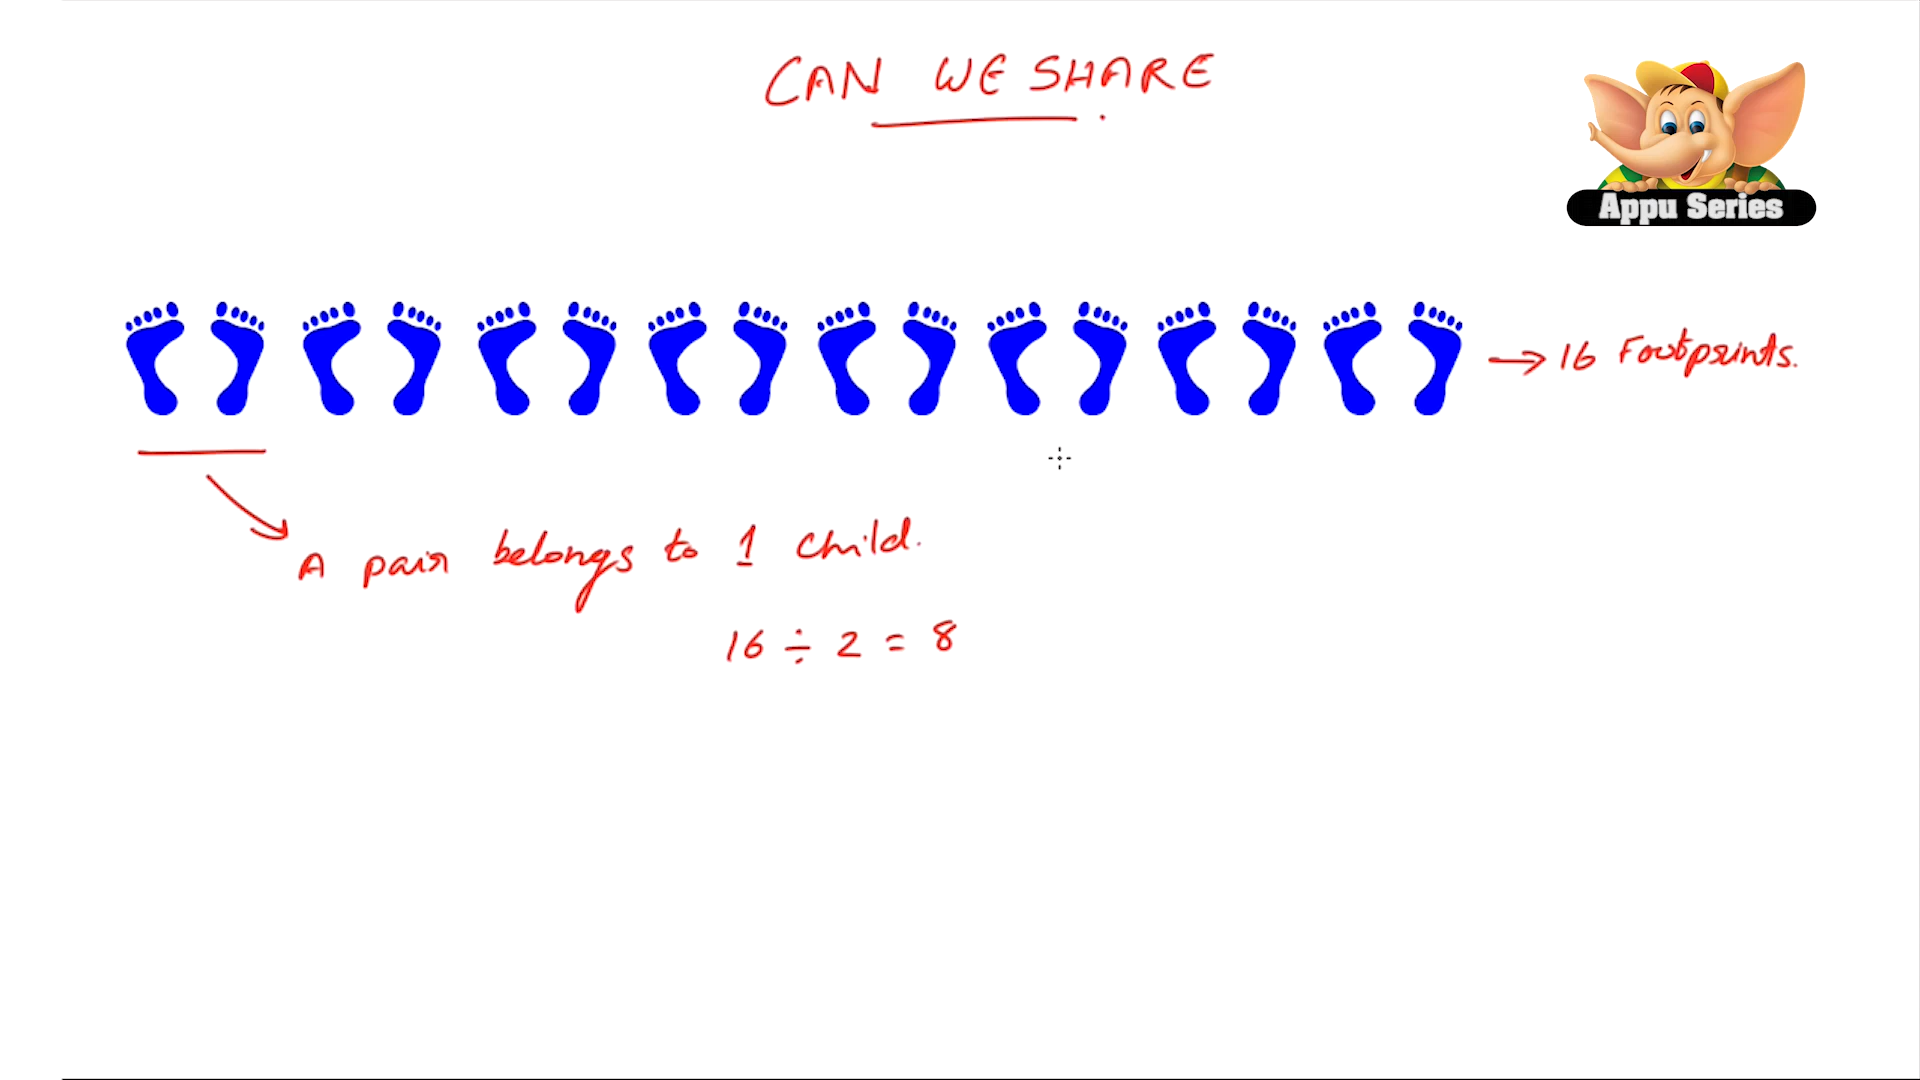 CAN WE SHARE
Appu Series
16 Footprints.
A pair belongs to 1 child.
16 ÷ 2 = 8